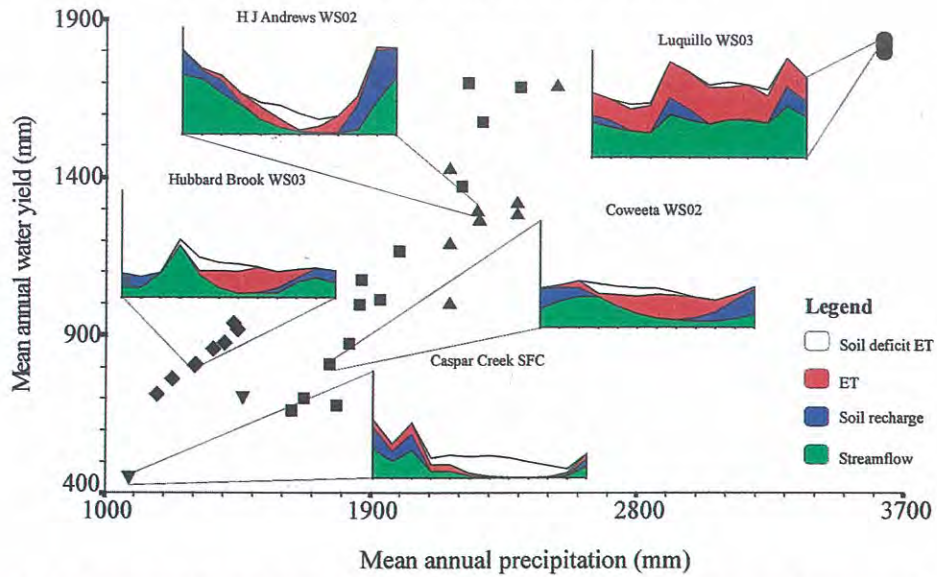 1900
H J Andrews WS02
Luquillo WS03
Mean annual water yield (mm)
1400
Hubbard Brook WS03
Coweeta WS02
Legend
900
Soil deficit ET
Caspar Creek SFC
ET
Soil recharge
Streamflow
400
1000
1900
2800
3700
Mean annual precipitation (mm)